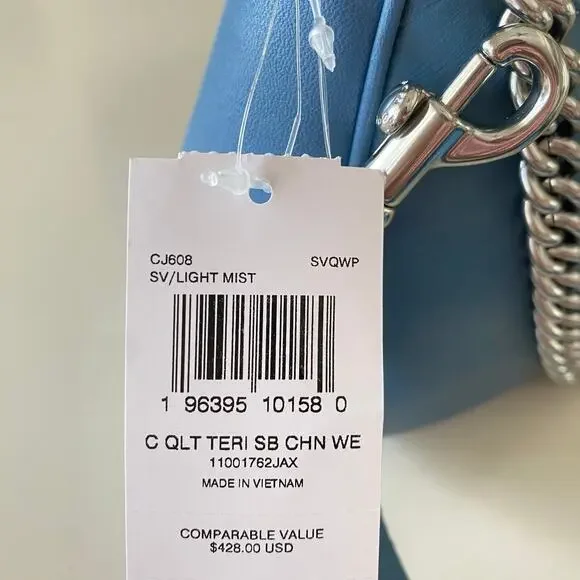 CJ608 SVQWP
SV/LIGHT MIST
1 96395 10158 0
C QLT TERI SB CHN WE
11001762JAX
MADE IN VIETNAM
COMPARABLE VALUE
$428.00 USD